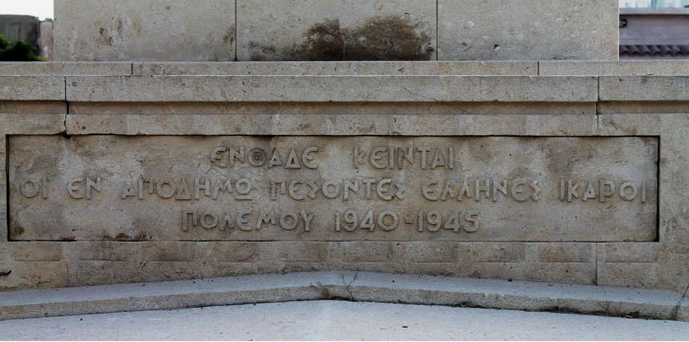 ΕΝΘΑΔΕ ΚΕΙΝΤΑΙ
ΟΙ ΕΝ ΑΠΟΔΗΜΩ ΠΕΣΟΝΤΕΣ ΕΛΛΗΝΕΣ ΙΚΑΡΟΙ
ΠΟΛΕΜΟΥ 1940-1945